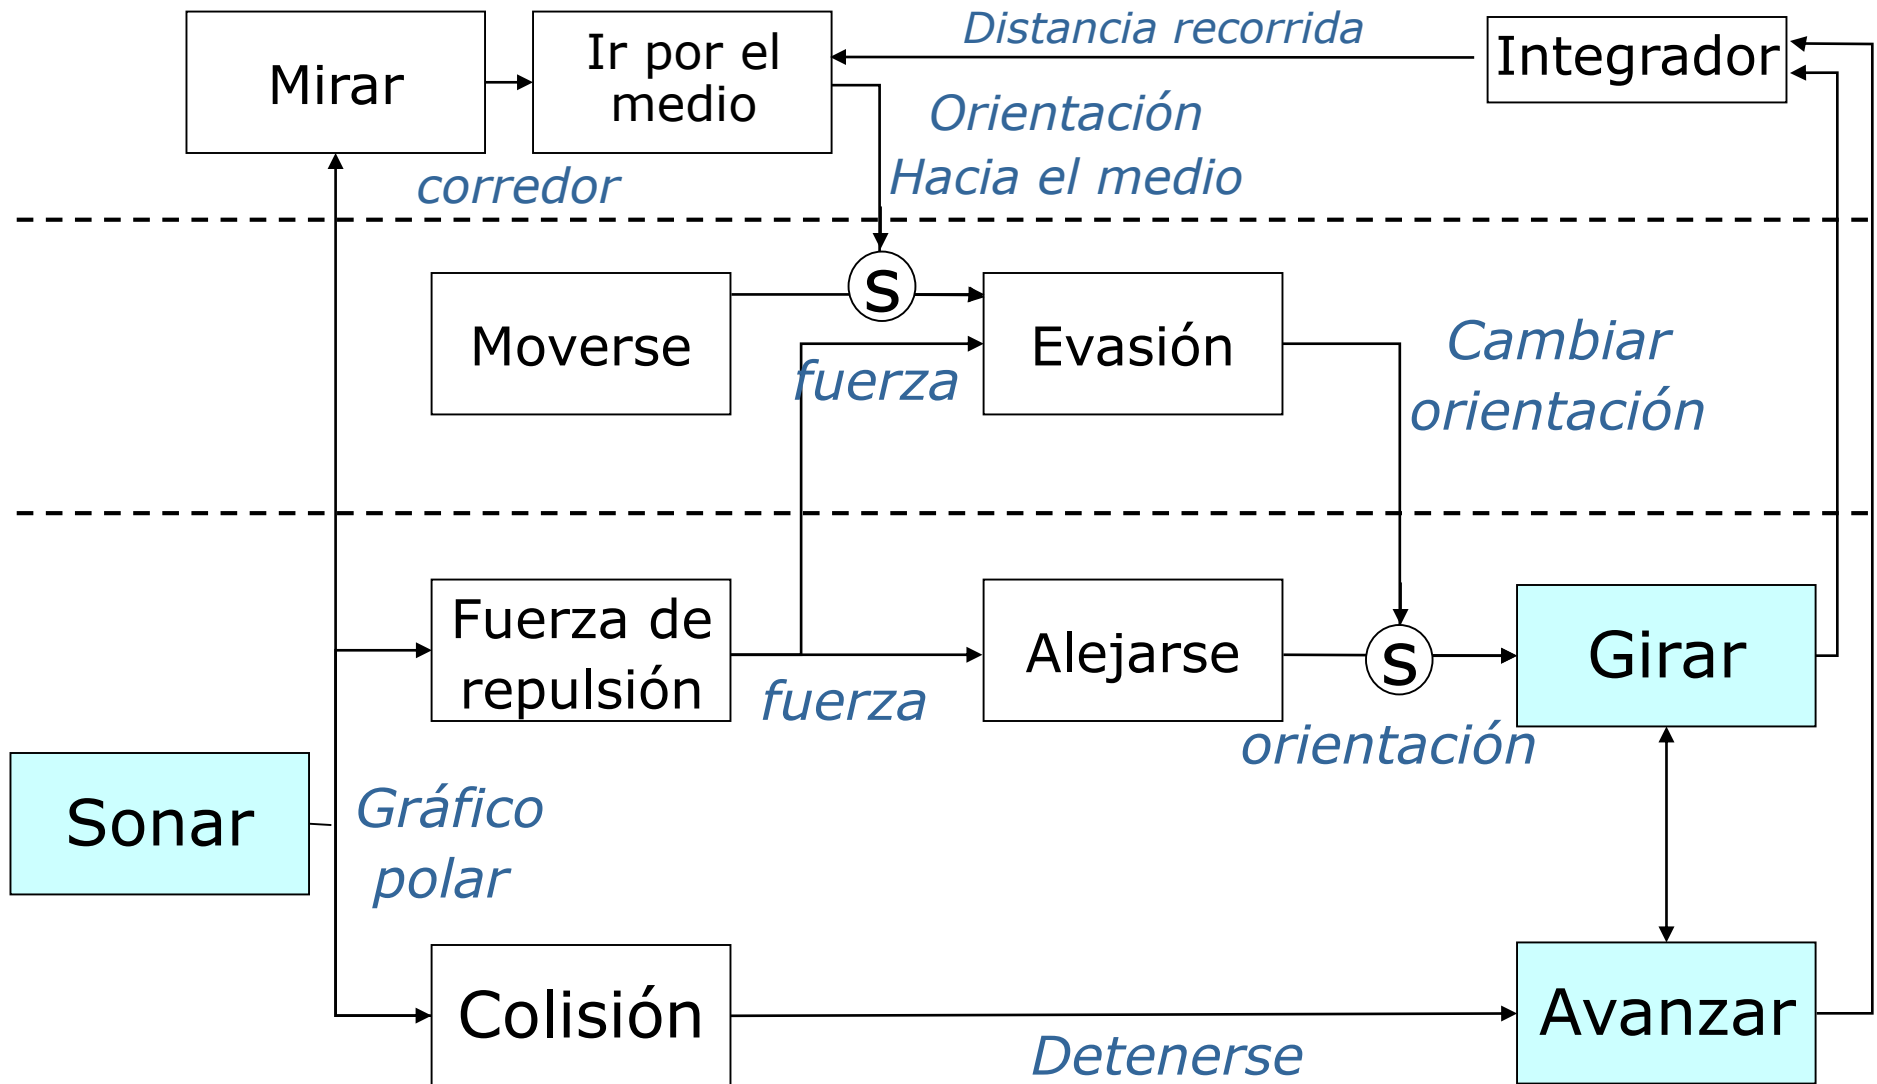 Mirar
Ir por el
medio
Distancia recorrida
Integrador
Orientación
Hacia el medio
corredor
s
Moverse
fuerza
Evasión
Cambiar
orientación
Fuerza de
repulsión
fuerza
Alejarse
s
orientación
Girar
Sonar
Gráfico
polar
Colisión
Detenerse
Avanzar